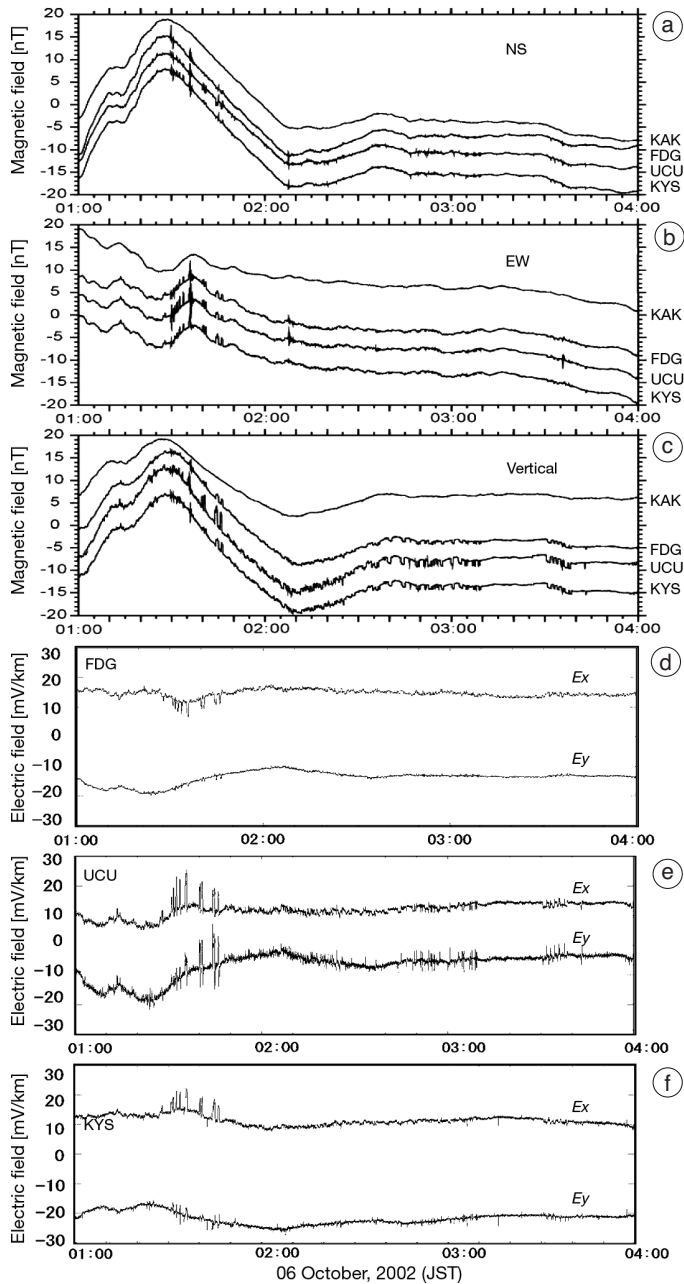 a
Magnetic field [nT]
20
15
10
5
0
−5
−10
−15
−20
NS
KAK
FDG
UCU
KYS
01:00
02:00
03:00
04:00
b
Magnetic field [nT]
20
15
10
5
0
−5
−10
−15
−20
EW
KAK
FDG
UCU
KYS
01:00
02:00
03:00
04:00
c
Magnetic field [nT]
20
15
10
5
0
−5
−10
−15
−20
Vertical
KAK
FDG
UCU
KYS
01:00
02:00
03:00
04:00
d
Electric field [mV/km]
30
20
10
0
−10
−20
−30
FDG
Ex
Ey
01:00
02:00
03:00
04:00
e
Electric field [mV/km]
30
20
10
0
−10
−20
−30
UCU
Ex
Ey
01:00
02:00
03:00
04:00
f
Electric field [mV/km]
30
20
10
0
−10
−20
−30
KYS
Ex
Ey
01:00
02:00
03:00
04:00
06 October, 2002 (JST)